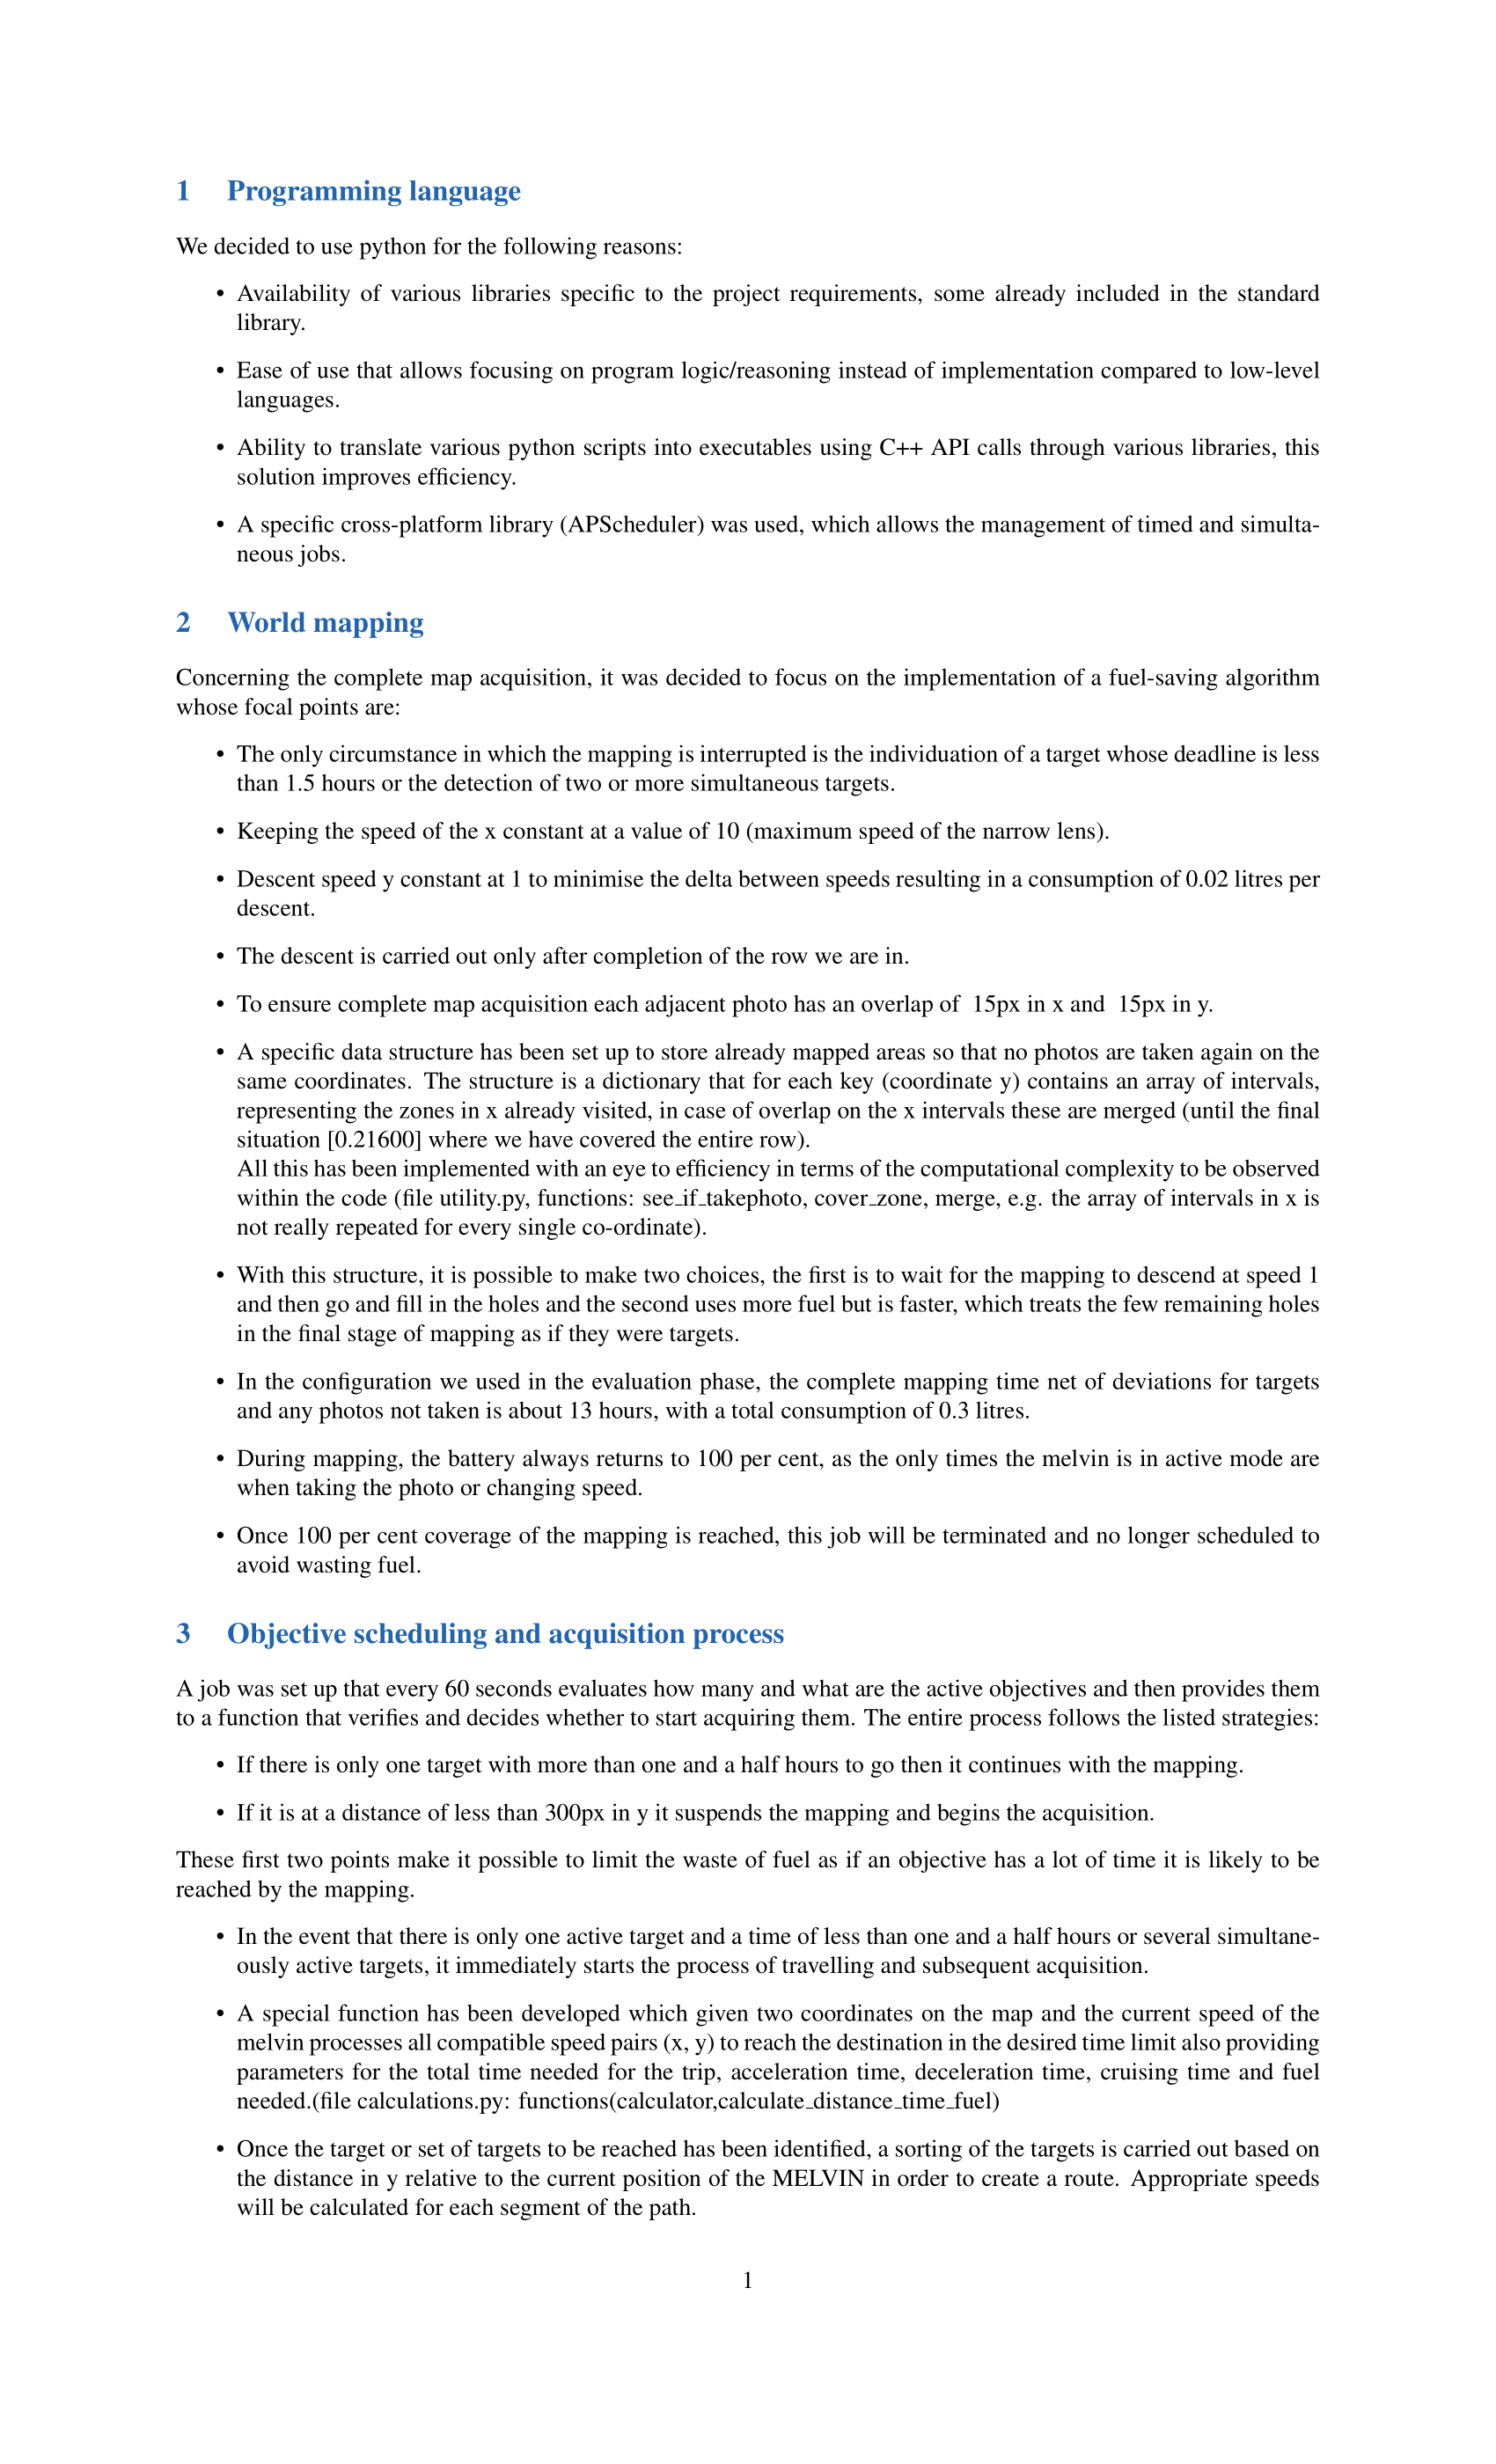 1 Programming language
We decided to use python for the following reasons:
• Availability of various libraries specific to the project requirements, some already included in the standard
library.
• Ease of use that allows focusing on program logic/reasoning instead of implementation compared to low-level
languages.
• Ability to translate various python scripts into executables using C++ API calls through various libraries, this
solution improves efficiency.
• A specific cross-platform library (APScheduler) was used, which allows the management of timed and simulta-
neous jobs.
2 World mapping
Concerning the complete map acquisition, it was decided to focus on the implementation of a fuel-saving algorithm
whose focal points are:
• The only circumstance in which the mapping is interrupted is the individuation of a target whose deadline is less
than 1.5 hours or the detection of two or more simultaneous targets.
• Keeping the speed of the x constant at a value of 10 (maximum speed of the narrow lens).
• Descent speed y constant at 1 to minimise the delta between speeds resulting in a consumption of 0.02 litres per
descent.
• The descent is carried out only after completion of the row we are in.
• To ensure complete map acquisition each adjacent photo has an overlap of 15px in x and 15px in y.
• A specific data structure has been set up to store already mapped areas so that no photos are taken again on the
same coordinates. The structure is a dictionary that for each key (coordinate y) contains an array of intervals,
representing the zones in x already visited, in case of overlap on the x intervals these are merged (until the final
situation [0.21600] where we have covered the entire row).
All this has been implemented with an eye to efficiency in terms of the computational complexity to be observed
within the code (file utility.py, functions: see_if_takephoto, cover_zone, merge, e.g. the array of intervals in x is
not really repeated for every single co-ordinate).
• With this structure, it is possible to make two choices, the first is to wait for the mapping to descend at speed 1
and then go and fill in the holes and the second uses more fuel but is faster, which treats the few remaining holes
in the final stage of mapping as if they were targets.
• In the configuration we used in the evaluation phase, the complete mapping time net of deviations for targets
and any photos not taken is about 13 hours, with a total consumption of 0.3 litres.
• During mapping, the battery always returns to 100 per cent, as the only times the melvin is in active mode are
when taking the photo or changing speed.
• Once 100 per cent coverage of the mapping is reached, this job will be terminated and no longer scheduled to
avoid wasting fuel.
3 Objective scheduling and acquisition process
A job was set up that every 60 seconds evaluates how many and what are the active objectives and then provides them
to a function that verifies and decides whether to start acquiring them. The entire process follows the listed strategies:
• If there is only one target with more than one and a half hours to go then it continues with the mapping.
• If it is at a distance of less than 300px in y it suspends the mapping and begins the acquisition.
These first two points make it possible to limit the waste of fuel as if an objective has a lot of time it is likely to be
reached by the mapping.
• In the event that there is only one active target and a time of less than one and a half hours or several simultane-
ously active targets, it immediately starts the process of travelling and subsequent acquisition.
• A special function has been developed which given two coordinates on the map and the current speed of the
melvin processes all compatible speed pairs (x, y) to reach the destination in the desired time limit also providing
parameters for the total time needed for the trip, acceleration time, deceleration time, cruising time and fuel
needed.(file calculations.py: functions(calculator,calculate_distance_time_fuel)
• Once the target or set of targets to be reached has been identified, a sorting of the targets is carried out based on
the distance in y relative to the current position of the MELVIN in order to create a route. Appropriate speeds
will be calculated for each segment of the path.
1